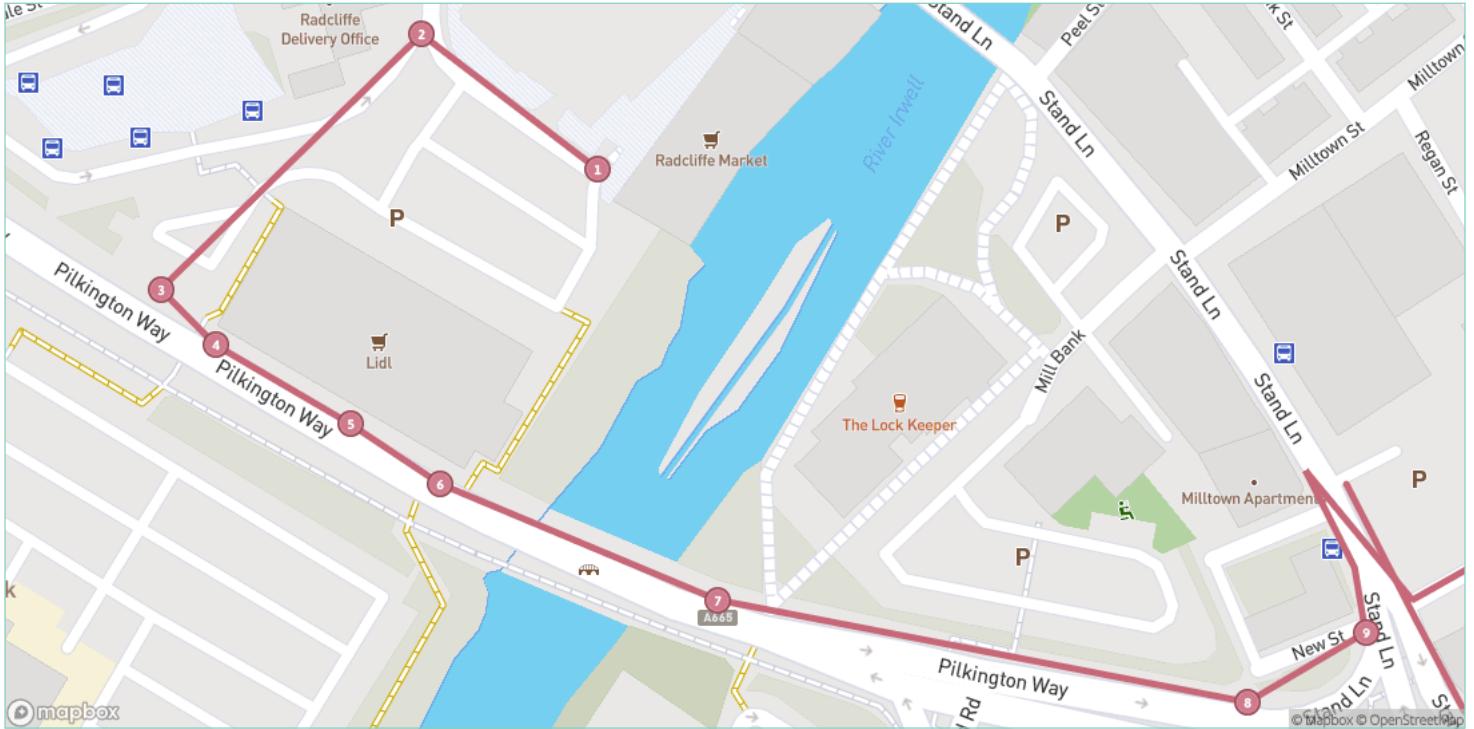 Radcliffe
Delivery Office
Stand Ln
Peel St
Milltown
2
River Irwell
Stand Ln
Radcliffe Market
Milltown St
Regan St
1
P
P
Stand Ln
3
Pilkington Way
4
Lidl
Pilkington Way
Mill Bank
Stand Ln
The Lock Keeper
5
6
P
Milltown Apartment
P
7
A665
Stand Ln
9
New St
Pilkington Way
Stand Ln
8
Rd
mapbox
© Mapbox © OpenStreetMap